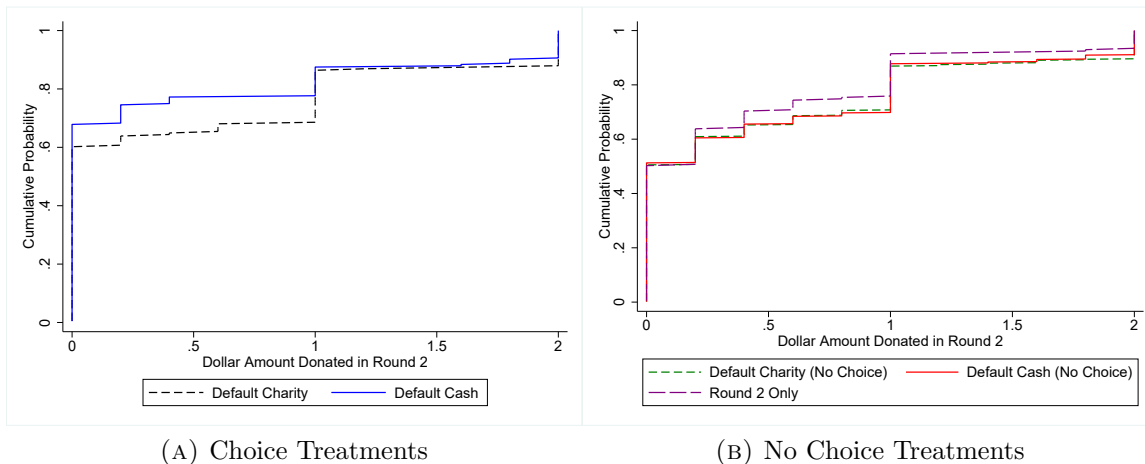 Cumulative Probability
1
.8
.6
.4
.2
0
0 .5 1 1.5 2
Dollar Amount Donated in Round 2
Default Charity Default Cash
(A) Choice Treatments
Cumulative Probability
1
.8
.6
.4
.2
0
0 .5 1 1.5 2
Dollar Amount Donated in Round 2
Default Charity (No Choice) Default Cash (No Choice)
Round 2 Only
(B) No Choice Treatments